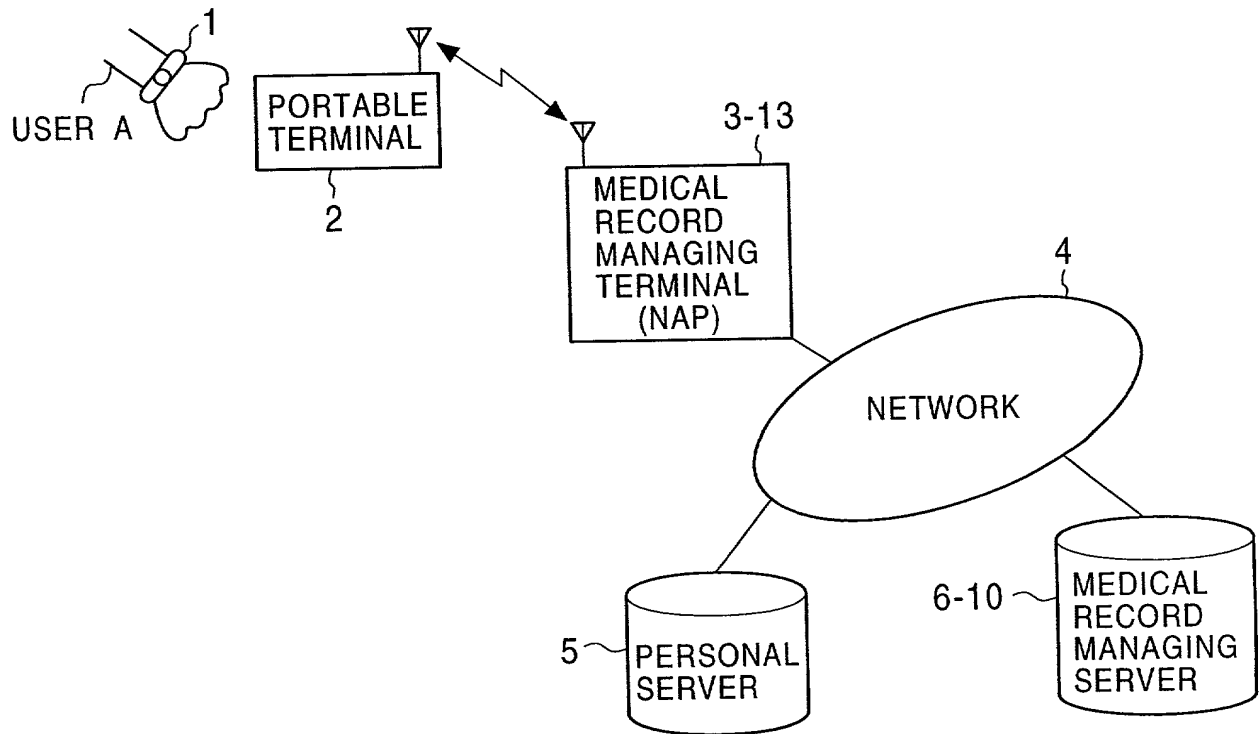 1
USER A
PORTABLE
TERMINAL
2
3-13
MEDICAL
RECORD
MANAGING
TERMINAL
(NAP)
4
NETWORK
5
PERSONAL
SERVER
6-10
MEDICAL
RECORD
MANAGING
SERVER